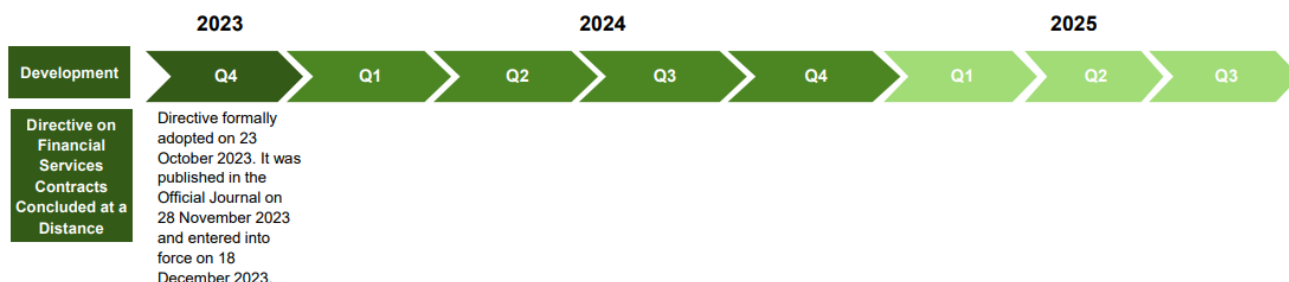 2023 2024 2025
Development Q4 Q1 Q2 Q3 Q4 Q1 Q2 Q3
Directive on
Financial
Services
Contracts
Concluded at a
Distance
Directive formally
adopted on 23
October 2023. It was
published in the
Official Journal on
28 November 2023
and entered into
force on 18
December 2023.